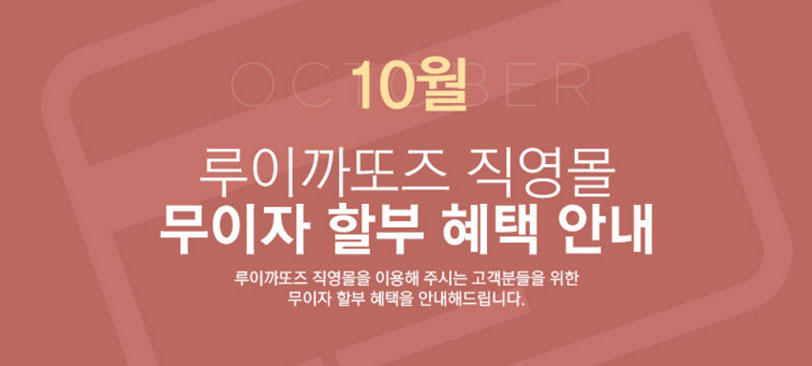 OCTOBER
10월
루이까또즈 직영몰
무이자 할부 혜택 안내
루이까또즈 직영몰을 이용해 주시는 고객분들을 위한
무이자 할부 혜택을 안내해드립니다.